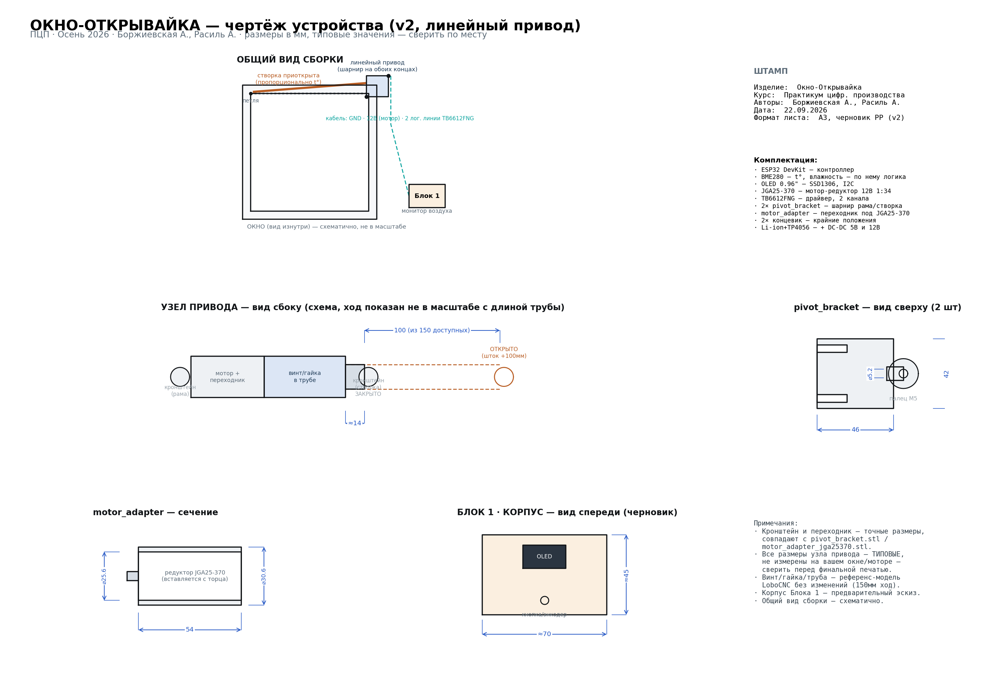 ОКНО-ОТКРЫВАЙКА — чертёж устройства (v2, линейный привод)
ПЦП · Осень 2026 · Боржиевская А., Расиль А. · размеры в мм, типовые значения — сверить по месту
ОБЩИЙ ВИД СБОРКИ
линейный привод
(шарнир на обоих концах)
створка приоткрыта
(пропорционально t°)
петля
кабель: GND · 12В (мотор) · 2 лог. линии TB6612FNG
Блок 1
монитор воздуха
ОКНО (вид изнутри) — схематично, не в масштабе
ШТАМП
Изделие: Окно-Открывайка
Курс: Практикум цифр. производства
Авторы: Боржиевская А., Расиль А.
Дата: 22.09.2026
Формат листа: А3, черновик PP (v2)
Комплектация:
· ESP32 DevKit — контроллер
· BME280 — t°, влажность — по нему логика
· OLED 0.96" — SSD1306, I2C
· JGA25-370 — мотор-редуктор 12В 1:34
· TB6612FNG — драйвер, 2 канала
· 2× pivot_bracket — шарнир рама/створка
· motor_adapter — переходник под JGA25-370
· 2× концевик — крайние положения
· Li-ion+TP4056 — + DC-DC 5В и 12В
УЗЕЛ ПРИВОДА — вид сбоку (схема, ход показан не в масштабе с длиной трубы)
100 (из 150 доступных)
ОТКРЫТО
(шток +100мм)
мотор +
переходник
винт/гайка
в трубе
кронштейн
(рама)
кронштейн
(створка)
ЗАКРЫТО
≈14
pivot_bracket — вид сверху (2 шт)
⌀5.2
42
палец М5
46
motor_adapter — сечение
⌀25.6
редуктор JGA25-370
(вставляется с торца)
⌀30.6
54
БЛОК 1 · КОРПУС — вид спереди (черновик)
OLED
≈45
кнопка/энкодер
≈70
Примечания:
· Кронштейн и переходник — точные размеры,
совпадают с pivot_bracket.stl /
motor_adapter_jga25370.stl.
· Все размеры узла привода — ТИПОВЫЕ,
не измерены на вашем окне/моторе —
сверить перед финальной печатью.
· Винт/гайка/труба — референс-модель
LoboCNC без изменений (150мм ход).
· Корпус Блока 1 — предварительный эскиз.
· Общий вид сборки — схематично.